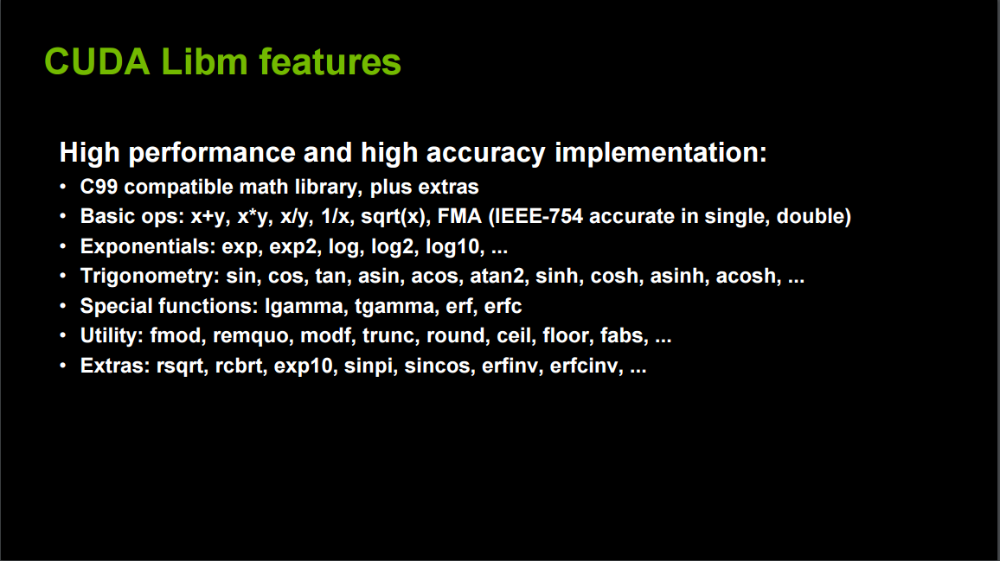 CUDA Libm features
High performance and high accuracy implementation:
• C99 compatible math library, plus extras
• Basic ops: x+y, x*y, x/y, 1/x, sqrt(x), FMA (IEEE-754 accurate in single, double)
• Exponentials: exp, exp2, log, log2, log10, ...
• Trigonometry: sin, cos, tan, asin, acos, atan2, sinh, cosh, asinh, acosh, ...
• Special functions: lgamma, tgamma, erf, erfc
• Utility: fmod, remquo, modf, trunc, round, ceil, floor, fabs, ...
• Extras: rsqrt, rcbrt, exp10, sinpi, sincos, erfinv, erfcinv, ...